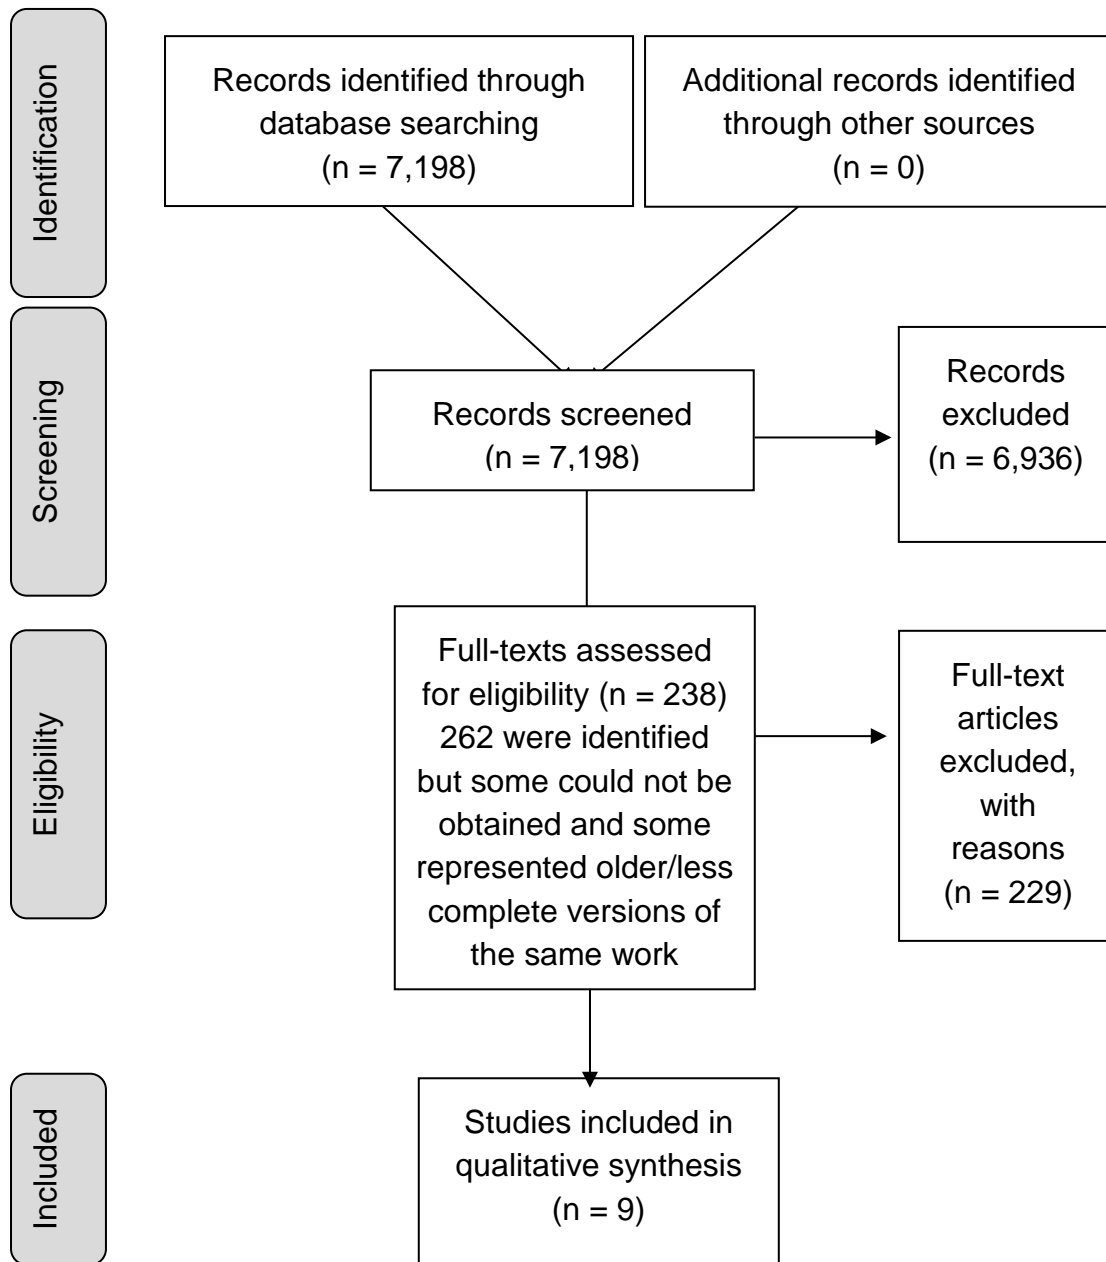 Identification
Records identified through
database searching
(n = 7,198)
Additional records identified
through other sources
(n = 0)
Screening
Records screened
(n = 7,198)
Records
excluded
(n = 6,936)
Eligibility
Full-texts assessed
for eligibility (n = 238)
262 were identified
but some could not be
obtained and some
represented older/less
complete versions of
the same work
Full-text
articles
excluded,
with
reasons
(n = 229)
Included
Studies included in
qualitative synthesis
(n = 9)